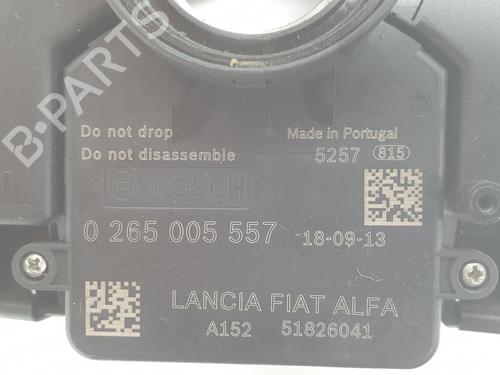 B-PARTS
Do not drop
Made in Portugal
Do not disassemble
5257 815
BOSCH
0 265 005 557
18-09-13
LANCIA FIAT ALFA
A152 51826041